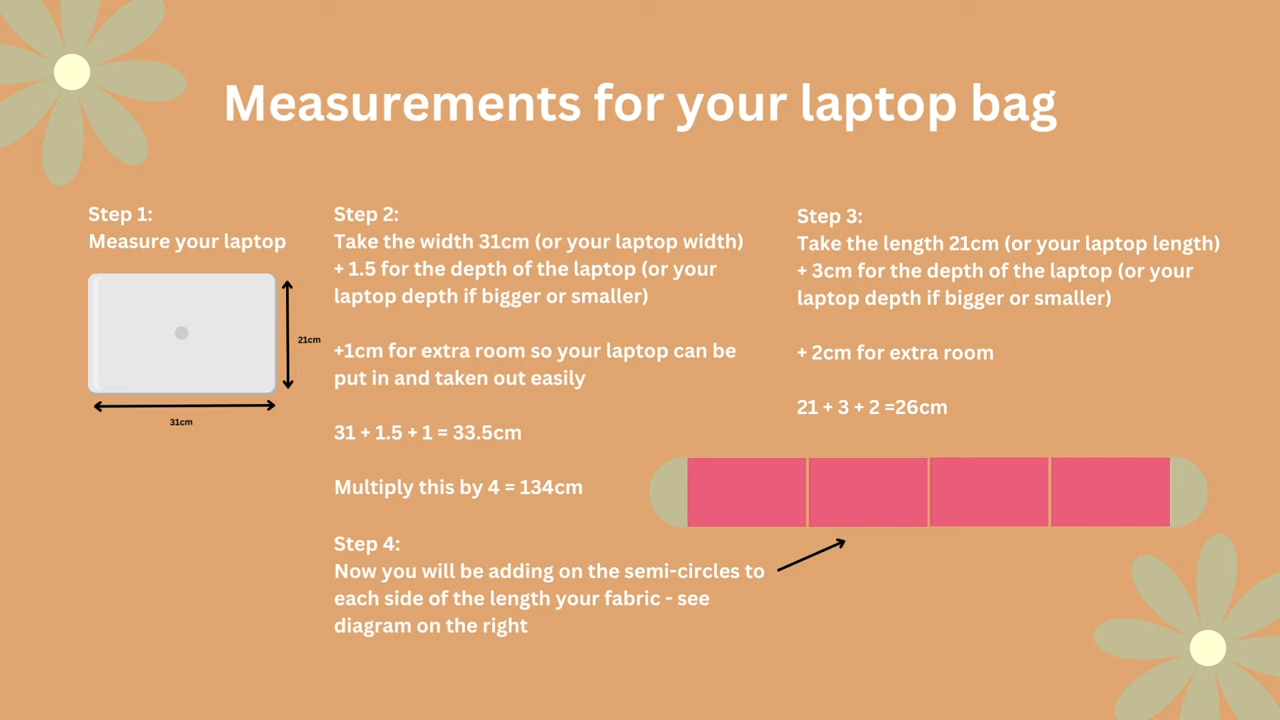 Measurements for your laptop bag
Step 1:
Measure your laptop
21cm
31cm
Step 2:
Take the width 31cm (or your laptop width)
+ 1.5 for the depth of the laptop (or your
laptop depth if bigger or smaller)
+1cm for extra room so your laptop can be
put in and taken out easily
31 + 1.5 + 1 = 33.5cm
Multiply this by 4 = 134cm
Step 3:
Take the length 21cm (or your laptop length)
+ 3cm for the depth of the laptop (or your
laptop depth if bigger or smaller)
+ 2cm for extra room
21 + 3 + 2 =26cm
Step 4:
Now you will be adding on the semi-circles to
each side of the length your fabric - see
diagram on the right